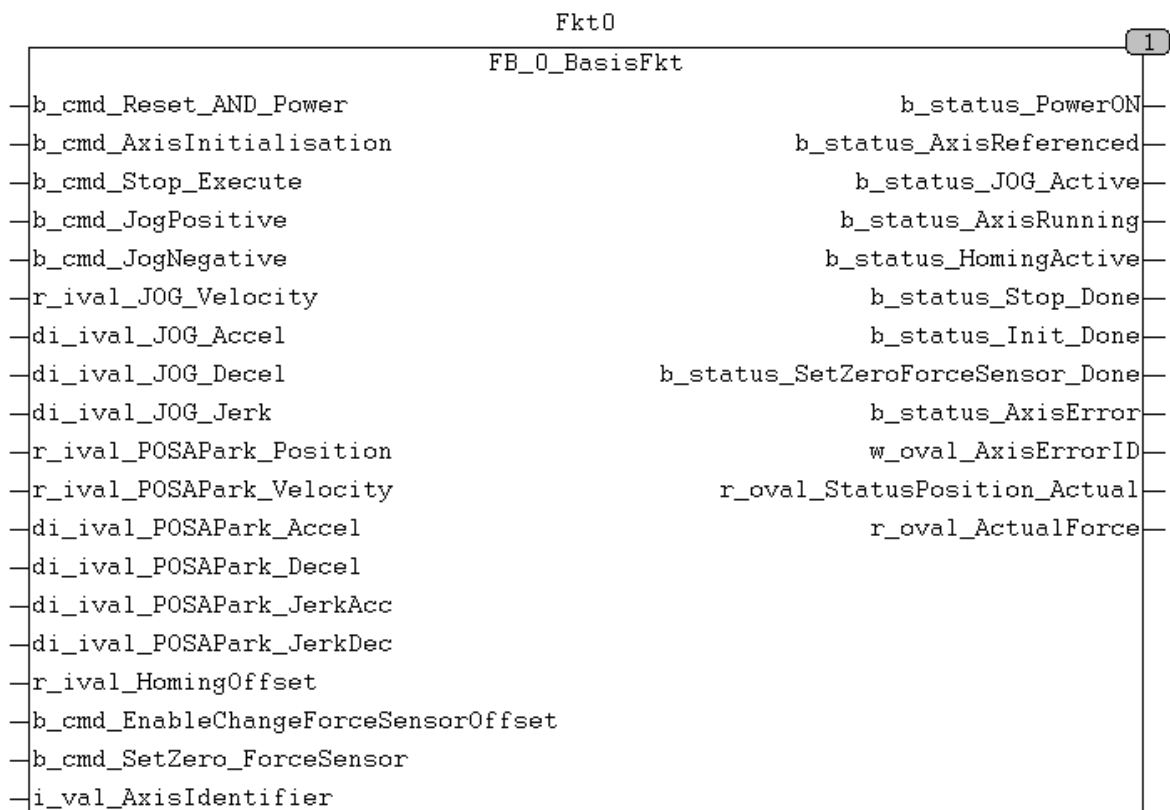 Fkt0
1
FB_0_BasisFkt
b_cmd_Reset_AND_Power b_status_PowerON
b_cmd_AxisInitialisation b_status_AxisReferenced
b_cmd_Stop_Execute b_status_JOG_Active
b_cmd_JogPositive b_status_AxisRunning
b_cmd_JogNegative b_status_HomingActive
r_ival_JOG_Velocity b_status_Stop_Done
di_ival_JOG_Accel b_status_Init_Done
di_ival_JOG_Decel b_status_SetZeroForceSensor_Done
di_ival_JOG_Jerk b_status_AxisError
r_ival_POSAPark_Position w_oval_AxisErrorID
r_ival_POSAPark_Velocity r_oval_StatusPosition_Actual
di_ival_POSAPark_Accel r_oval_ActualForce
di_ival_POSAPark_Decel
di_ival_POSAPark_JerkAcc
di_ival_POSAPark_JerkDec
r_ival_HomingOffset
b_cmd_EnableChangeForceSensorOffset
b_cmd_SetZero_ForceSensor
i_val_AxisIdentifier